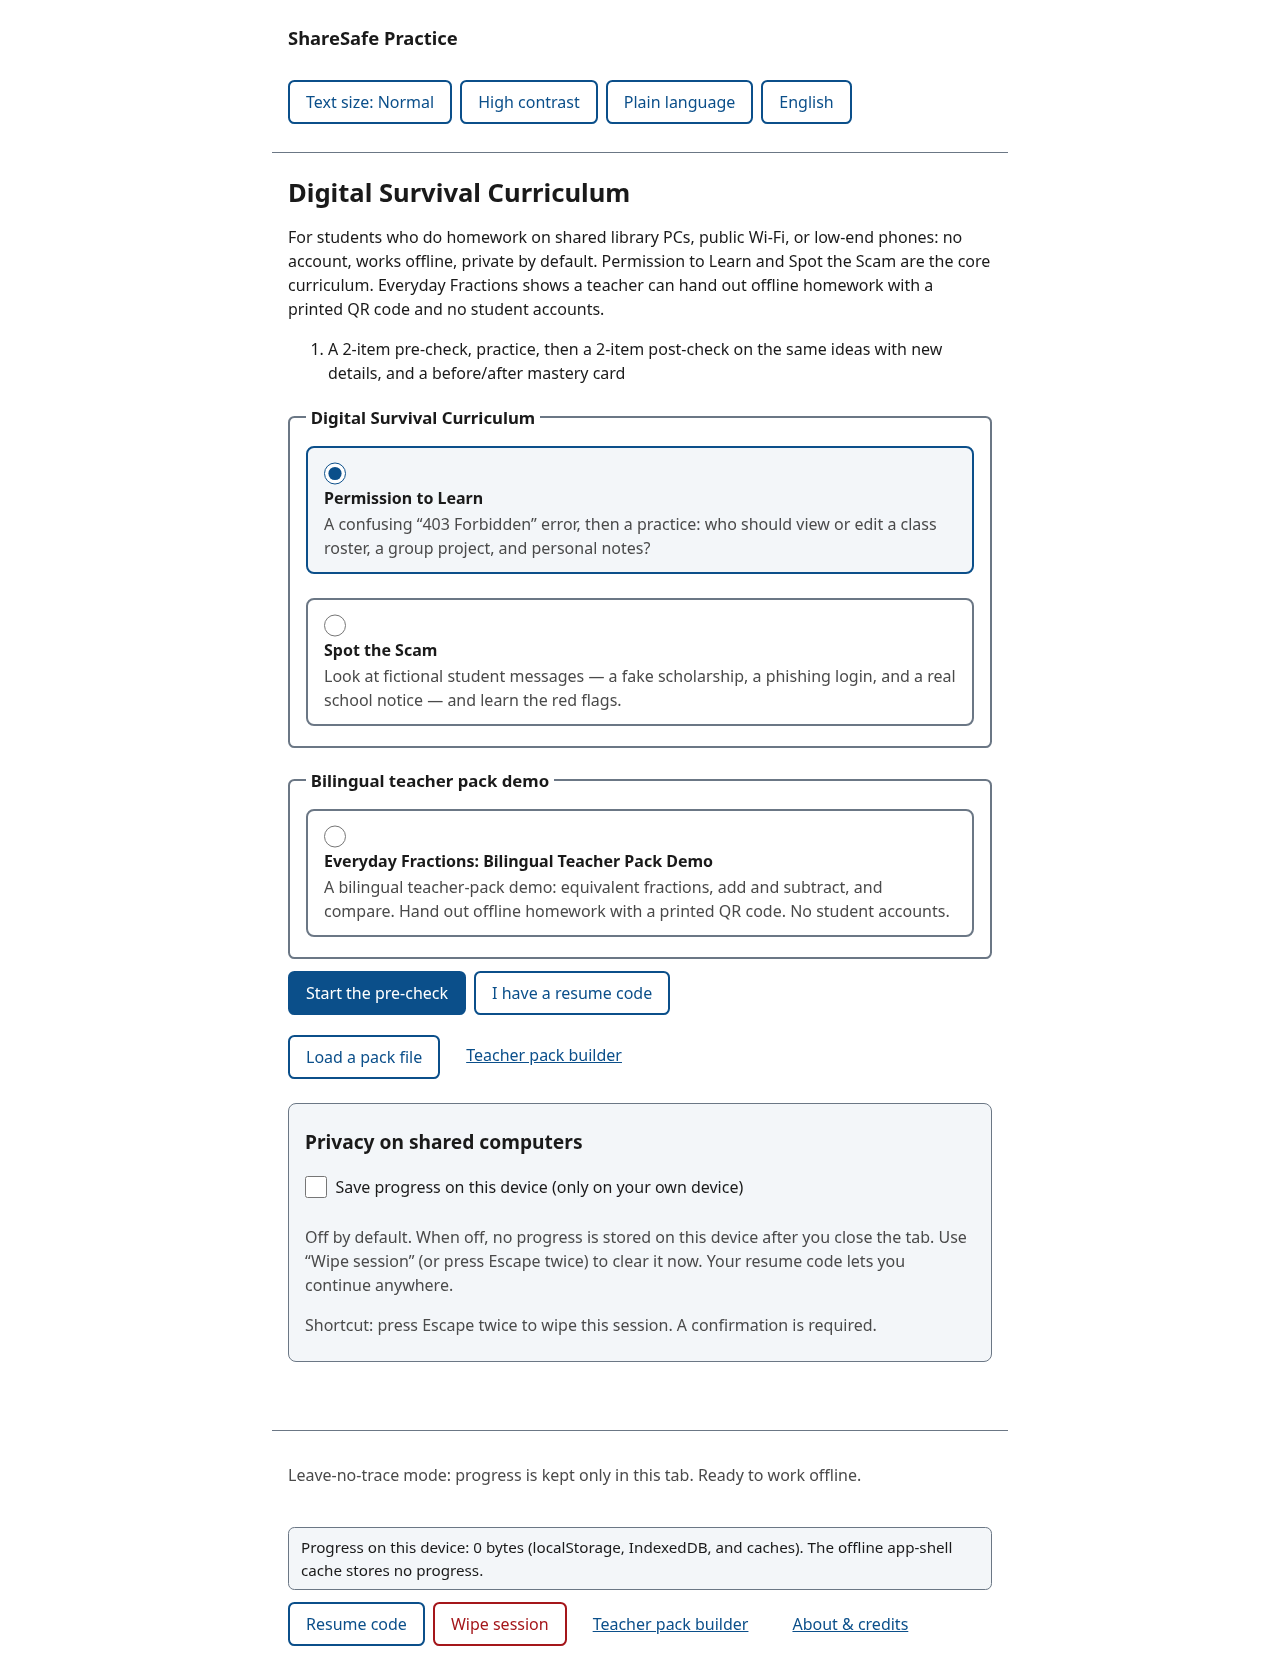 ShareSafe Practice
Text size: Normal
High contrast
Plain language
English
Digital Survival Curriculum
For students who do homework on shared library PCs, public Wi-Fi, or low-end phones: no
account, works offline, private by default. Permission to Learn and Spot the Scam are the core
curriculum. Everyday Fractions shows a teacher can hand out offline homework with a
printed QR code and no student accounts.
1. A 2-item pre-check, practice, then a 2-item post-check on the same ideas with new
details, and a before/after mastery card
Digital Survival Curriculum
Permission to Learn
A confusing “403 Forbidden” error, then a practice: who should view or edit a class
roster, a group project, and personal notes?
Spot the Scam
Look at fictional student messages — a fake scholarship, a phishing login, and a real
school notice — and learn the red flags.
Bilingual teacher pack demo
Everyday Fractions: Bilingual Teacher Pack Demo
A bilingual teacher-pack demo: equivalent fractions, add and subtract, and
compare. Hand out offline homework with a printed QR code. No student accounts.
Start the pre-check
I have a resume code
Load a pack file
Teacher pack builder
Privacy on shared computers
Save progress on this device (only on your own device)
Off by default. When off, no progress is stored on this device after you close the tab. Use
“Wipe session” (or press Escape twice) to clear it now. Your resume code lets you
continue anywhere.
Shortcut: press Escape twice to wipe this session. A confirmation is required.
Leave-no-trace mode: progress is kept only in this tab. Ready to work offline.
Progress on this device: 0 bytes (localStorage, IndexedDB, and caches). The offline app-shell
cache stores no progress.
Resume code
Wipe session
Teacher pack builder
About & credits